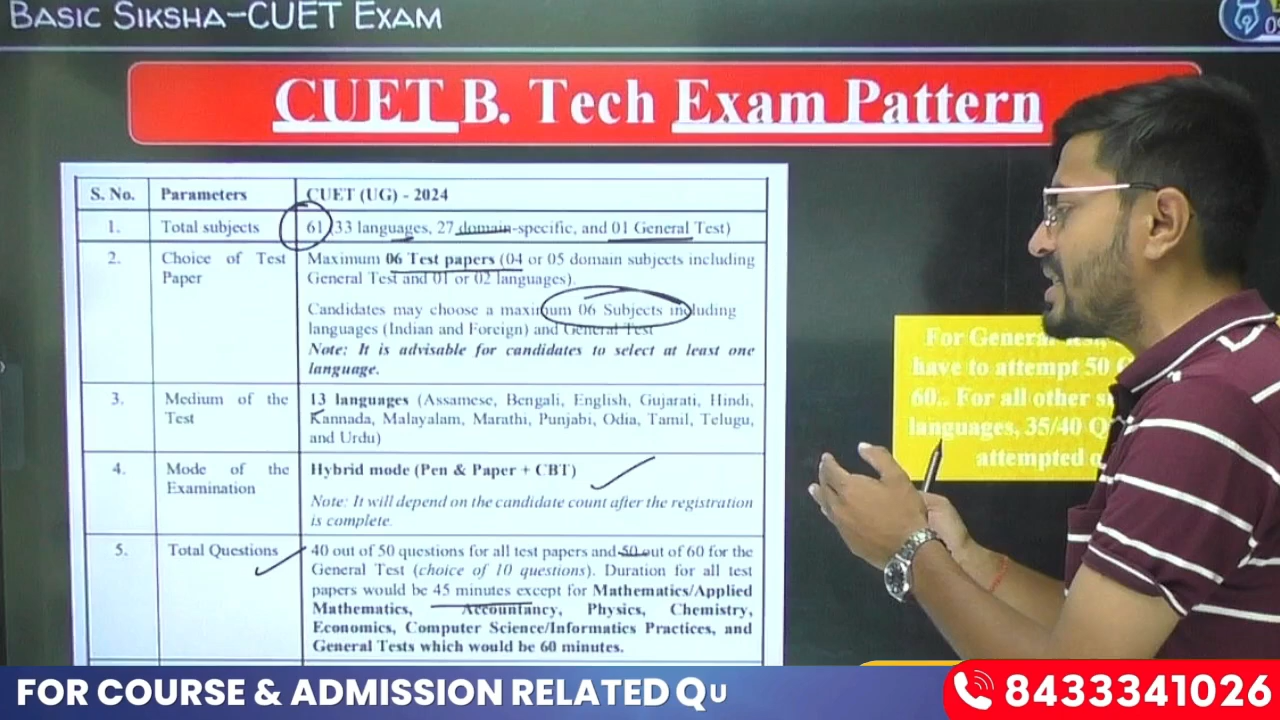 BASIC SIKSHA-CUET EXAM
CUET B. Tech Exam Pattern
S. No. Parameters CUET (UG) - 2024
1. Total subjects 61 (33 languages, 27 domain-specific, and 01 General Test)
2. Choice of Test Paper
Maximum 06 Test papers (04 or 05 domain subjects including
General Test and 01 or 02 languages).
Candidates may choose a maximum 06 Subjects including
languages (Indian and Foreign) and General Test
Note: It is advisable for candidates to select at least one
language.
3. Medium of the Test
13 languages (Assamese, Bengali, English, Gujarati, Hindi,
Kannada, Malayalam, Marathi, Punjabi, Odia, Tamil, Telugu,
and Urdu)
4. Mode of the Examination
Hybrid mode (Pen & Paper + CBT)
Note: It will depend on the candidate count after the registration
is complete.
5. Total Questions
40 out of 50 questions for all test papers and 50 out of 60 for the
General Test (choice of 10 questions). Duration for all test
papers would be 45 minutes except for Mathematics/Applied
Mathematics, Accountancy, Physics, Chemistry,
Economics, Computer Science/Informatics Practices, and
General Tests which would be 60 minutes.
For General
have to attempt 50
60.. For all other
languages, 35/40 Q
attempted
FOR COURSE & ADMISSION RELATED QU
8433341026